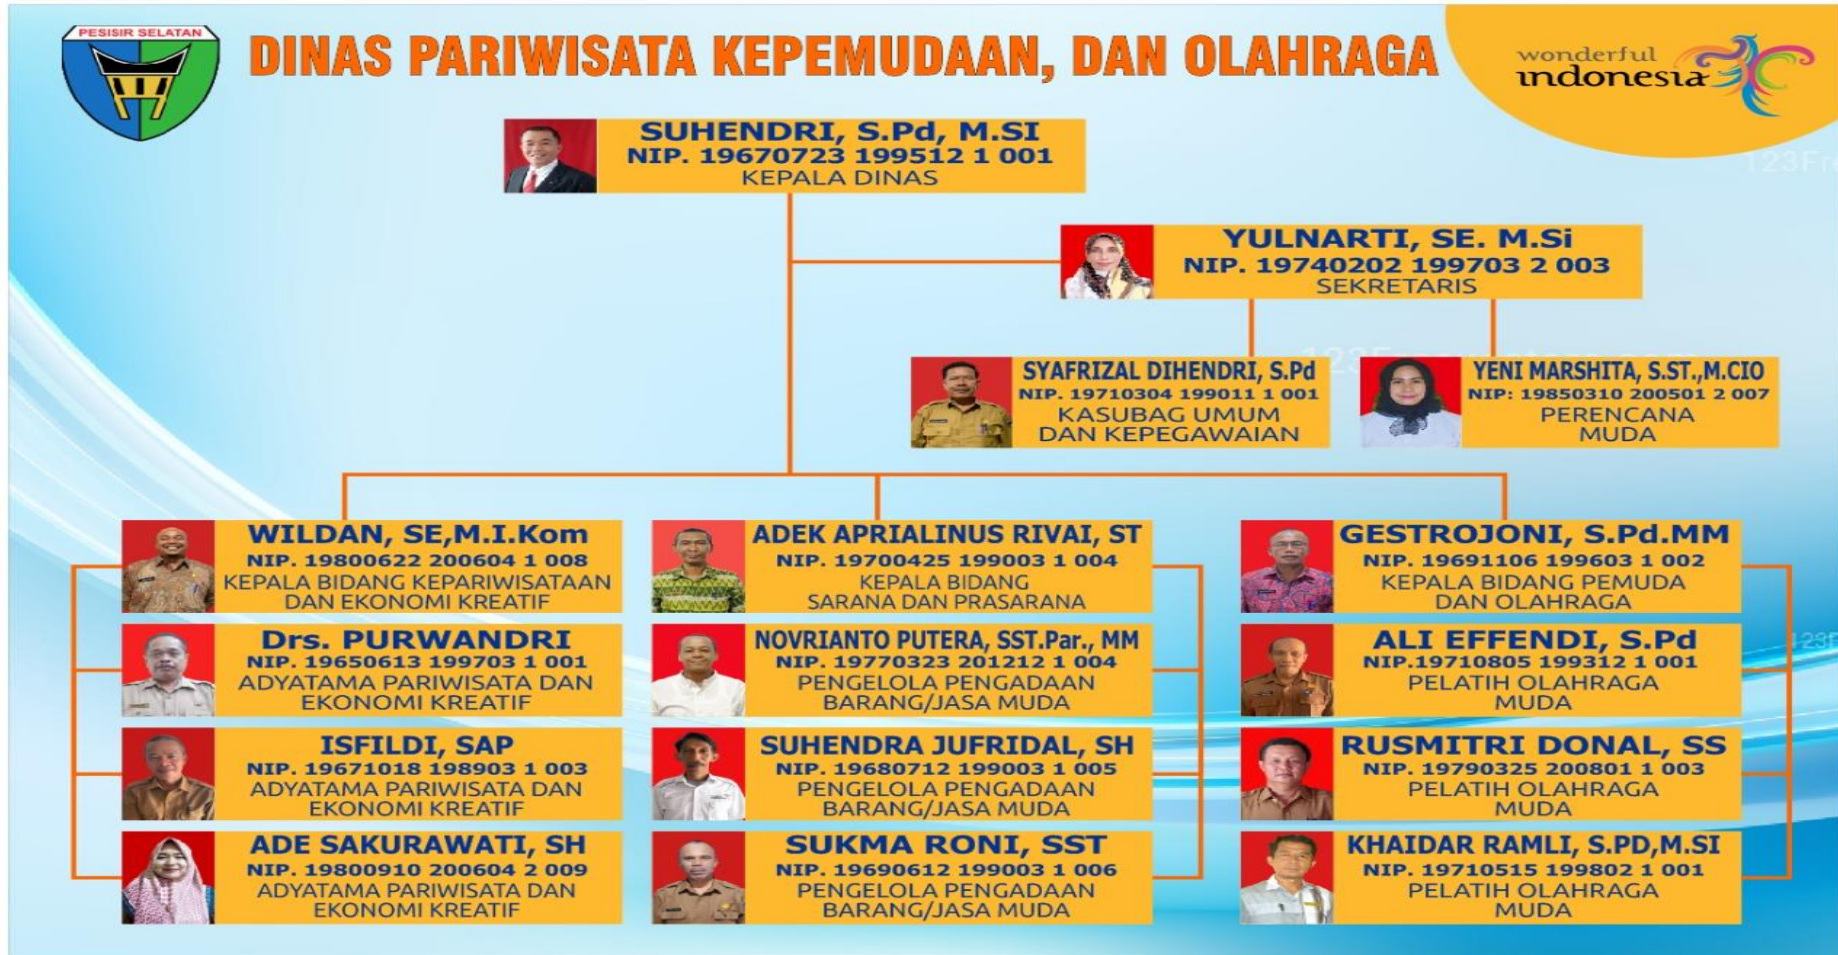 PESISIR SELATAN
DINAS PARIWISATA KEPEMUDAAN, DAN OLAHRAGA
wonderful
indonesia
SUHENDRI, S.Pd, M.SI
NIP. 19670723 199512 1 001
KEPALA DINAS
YULNARTI, SE. M.Si
NIP. 19740202 199703 2 003
SEKRETARIS
SYAFRIZAL DIHENDRI, S.Pd
NIP. 19710304 199011 1 001
KASUBAG UMUM
DAN KEPEGAWAIAN
YENI MARSHITA, S.ST.,M.CIO
NIP: 19850310 200501 2 007
PERENCANA
MUDA
WILDAN, SE,M.I.Kom
NIP. 19800622 200604 1 008
KEPALA BIDANG KEPARIWISATAAN
DAN EKONOMI KREATIF
Drs. PURWANDRI
NIP. 19650613 199703 1 001
ADYATAMA PARIWISATA DAN
EKONOMI KREATIF
ISFILDI, SAP
NIP. 19671018 198903 1 003
ADYATAMA PARIWISATA DAN
EKONOMI KREATIF
ADE SAKURAWATI, SH
NIP. 19800910 200604 2 009
ADYATAMA PARIWISATA DAN
EKONOMI KREATIF
ADEK APRIALINUS RIVAI, ST
NIP. 19700425 199003 1 004
KEPALA BIDANG
SARANA DAN PRASARANA
NOVRIANTO PUTERA, SST.Par., MM
NIP. 19770323 201212 1 004
PENGELOLA PENGADAAN
BARANG/JASA MUDA
SUHENDRA JUFRIDAL, SH
NIP. 19680712 199003 1 005
PENGELOLA PENGADAAN
BARANG/JASA MUDA
SUKMA RONI, SST
NIP. 19690612 199003 1 006
PENGELOLA PENGADAAN
BARANG/JASA MUDA
GESTROJONI, S.Pd.MM
NIP. 19691106 199603 1 002
KEPALA BIDANG PEMUDA
DAN OLAHRAGA
ALI EFFENDI, S.Pd
NIP.19710805 199312 1 001
PELATIH OLAHRAGA
MUDA
RUSMITRI DONAL, SS
NIP. 19790325 200801 1 003
PELATIH OLAHRAGA
MUDA
KHAIDAR RAMLI, S.PD,M.SI
NIP. 19710515 199802 1 001
PELATIH OLAHRAGA
MUDA